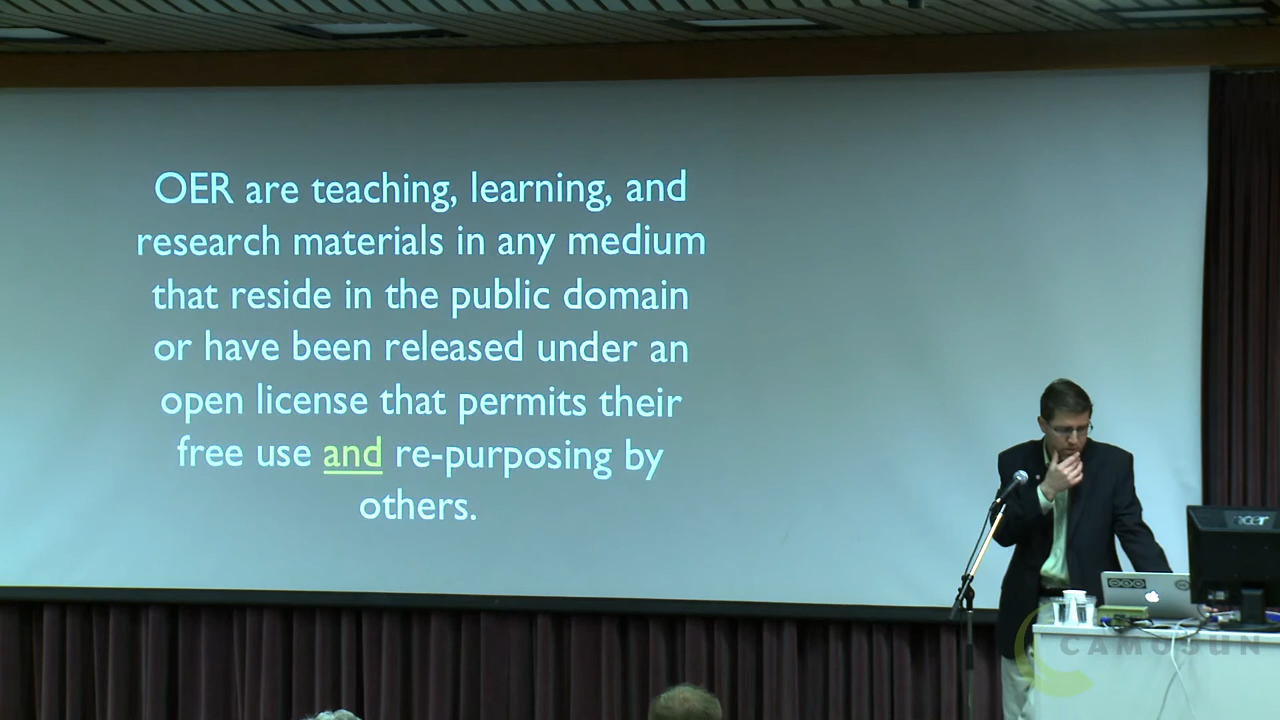 OER are teaching, learning, and
research materials in any medium
that reside in the public domain
or have been released under an
open license that permits their
free use and re-purposing by
others.
acer
CAMOSUN